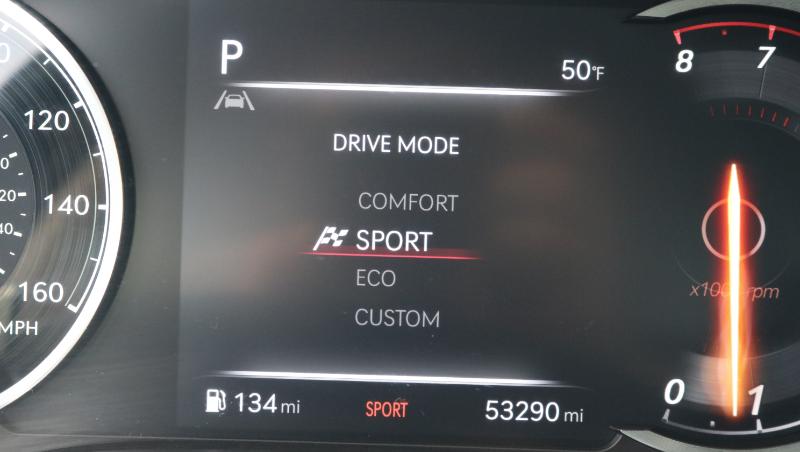 P
50°F
DRIVE MODE
COMFORT
SPORT
ECO
CUSTOM
134 mi
SPORT
53290 mi
120
140
160
MPH
8
7
0
1